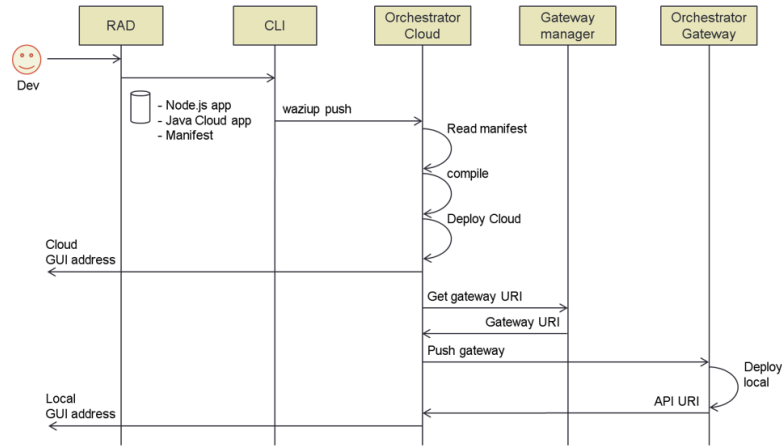 RAD
CLI
Orchestrator
Cloud
Gateway
manager
Orchestrator
Gateway
Dev
- Node.js app
- Java Cloud app
- Manifest
waziup push
Read manifest
compile
Deploy Cloud
Cloud
GUI address
Get gateway URI
Gateway URI
Push gateway
Deploy
local
API URI
Local
GUI address